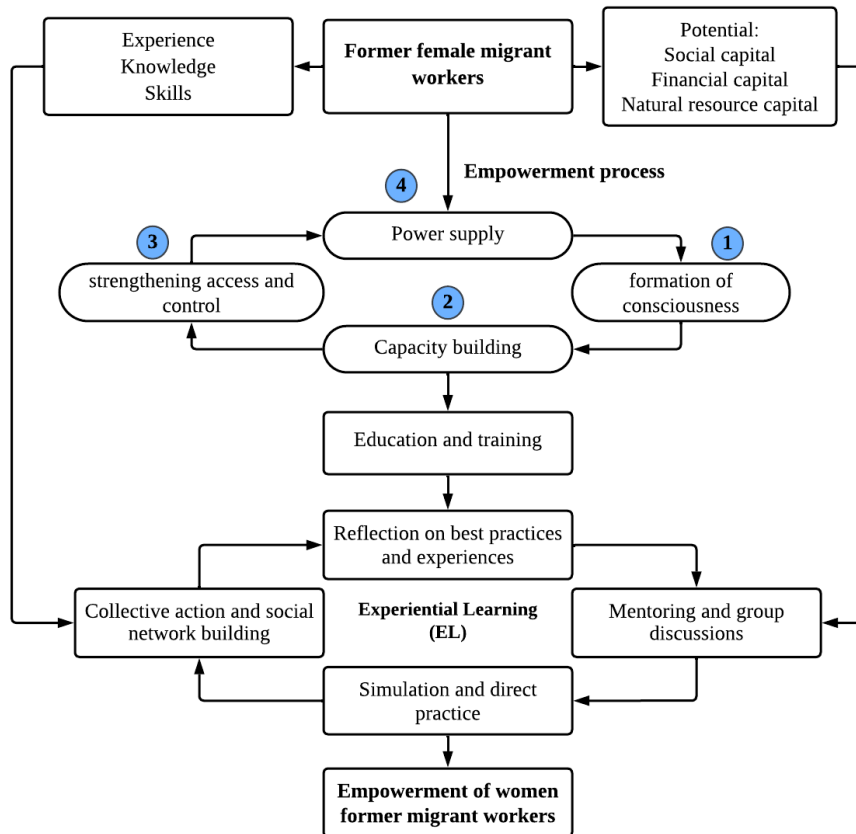 Experience
Knowledge
Skills
Former female migrant
workers
Potential:
Social capital
Financial capital
Natural resource capital
Empowerment process
4
Power supply
3
strengthening access and
control
1
formation of
consciousness
2
Capacity building
Education and training
Reflection on best practices
and experiences
Collective action and social
network building
Experiential Learning
(EL)
Mentoring and group
discussions
Simulation and direct
practice
Empowerment of women
former migrant workers